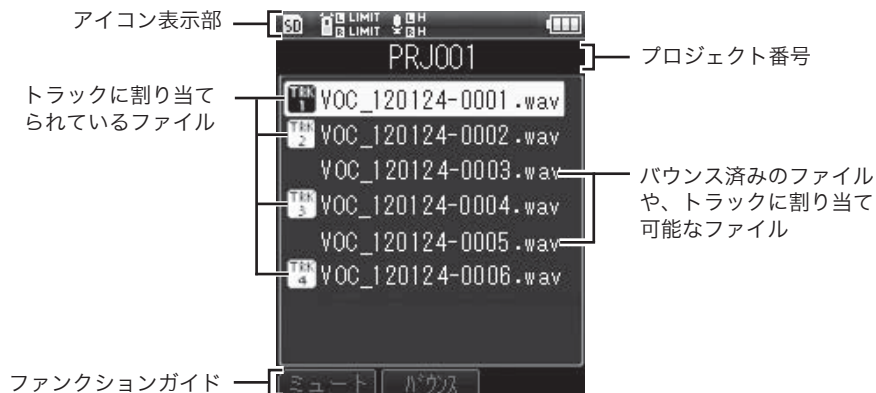 アイコン表示部
SD L LIMIT R LIMIT L H R H
PRJ001
プロジェクト番号
トラックに割り当て
られているファイル
TRK 1 VOC_120124-0001.wav
TRK 2 VOC_120124-0002.wav
VOC_120124-0003.wav
TRK 3 VOC_120124-0004.wav
VOC_120124-0005.wav
TRK 4 VOC_120124-0006.wav
バウンス済みのファイル
や、トラックに割り当て
可能なファイル
ファンクションガイド
ミュート バウンス